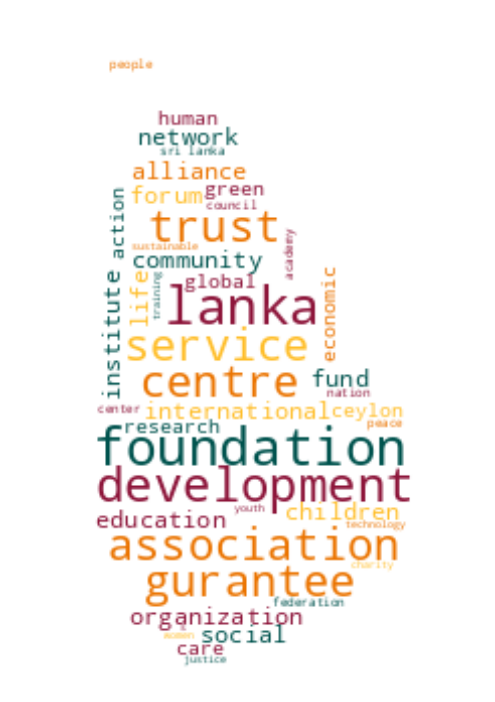 people
human
network
sri lanka
alliance
forum green
council
action
trust
sustainable
community
academy
global
life
training
lanka
institute
economic
service
centre fund
nation
center international ceylon
peace
research
foundation
development
youth children
education
technology
association
charity
gurantee
federation
organization
women social
care
justice